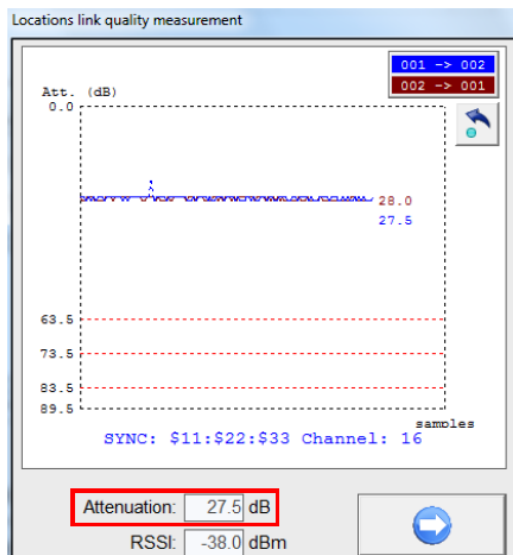 Locations link quality measurement
001 -> 002
002 -> 001
Att. (dB)
0.0
28.0
27.5
63.5
73.5
83.5
89.5
samples
SYNC: $11:$22:$33 Channel: 16
Attenuation: 27.5 dB
RSSI: -38.0 dBm